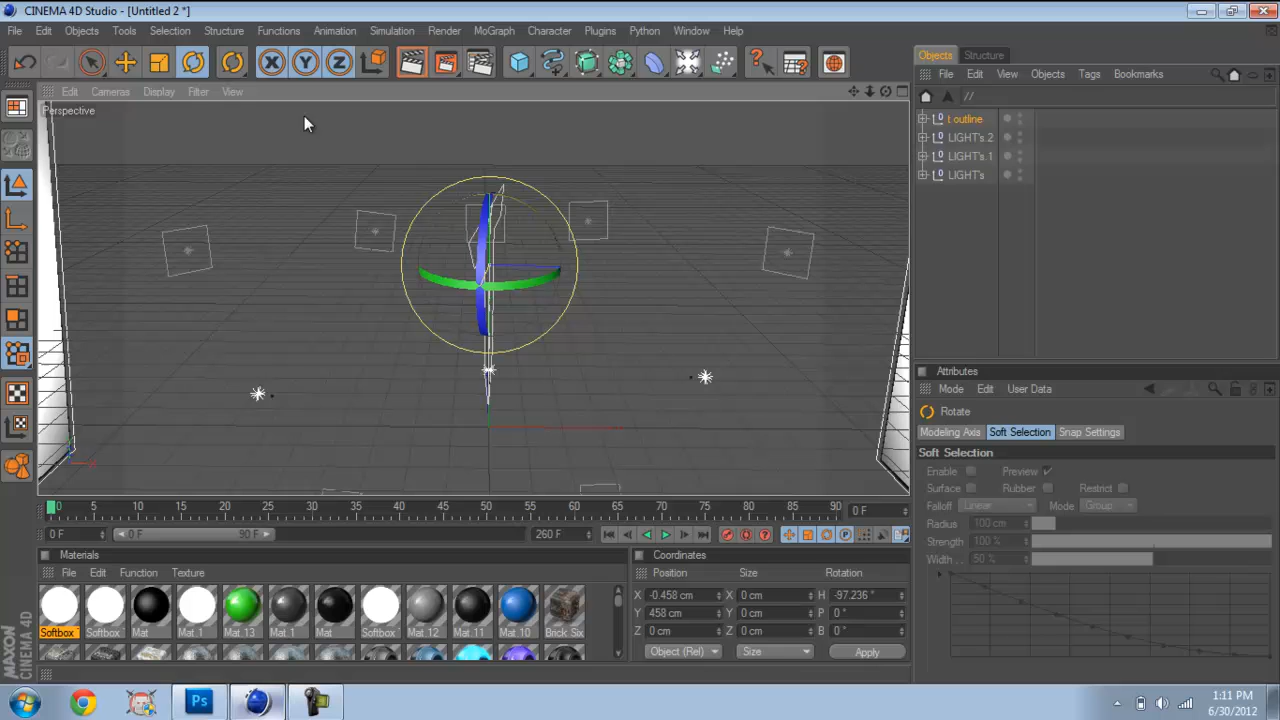 CINEMA 4D Studio - [Untitled 2 *]
File Edit Objects Tools Selection Structure Functions Animation Simulation Render MoGraph Character Plugins Window Help
X Y Z
Edit Cameras Display Filter View
Perspective
Objects Structure
File Edit View Objects Tags Bookmarks
//
t outline
LIGHT's 2
LIGHT's 1
LIGHT's
Attributes
Mode Edit User Data
Rotate
Modeling Axis Soft Selection Snap Settings
Soft Selection
Enable Preview
Surface Rubber Restrict
Falloff Linear Mode Group
Radius 100 cm
Strength 100 %
Width . . 50 %
0 5 10 15 20 25 30 35 40 45 50 55 60 65 70 75 80 85 90 0 F
0 F 0 F 90 F 260 F
Materials
File Edit Function Texture
Softbox Softbox Mat Mat.1 Mat.13 Mat.1 Mat Softbox Mat.12 Mat.11 Mat.10 Brick Six
Coordinates
Position Size Rotation
X -0.458 cm X 0 cm H -97.236 °
Y 458 cm Y 0 cm P 0 °
Z 0 cm Z 0 cm B 0 °
Object (Rel) Size Apply
MAXON CINEMA 4D
Ps
1:11 PM
6/30/2012